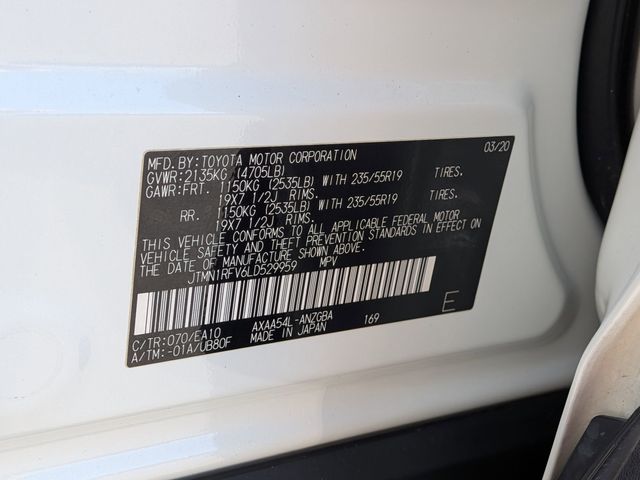 MFD. BY: TOYOTA MOTOR CORPORATION 03/20
GVWR: 2135KG (4705LB)
GAWR: FRT. 1150KG (2535LB) WITH 235/55R19 TIRES.
19X7 1/2J RIMS.
RR. 1150KG (2535LB) WITH 235/55R19 TIRES.
19X7 1/2J RIMS.
THIS VEHICLE CONFORMS TO ALL APPLICABLE FEDERAL MOTOR
VEHICLE SAFETY AND THEFT PREVENTION STANDARDS IN
EFFECT ON THE DATE OF MANUFACTURE SHOWN ABOVE.
JTMN1RFV6LD529959 MPV
E
C/TR: 070/EA10 AXAA54L-ANZGBA 169
A/TM: -01A/UB80F MADE IN JAPAN